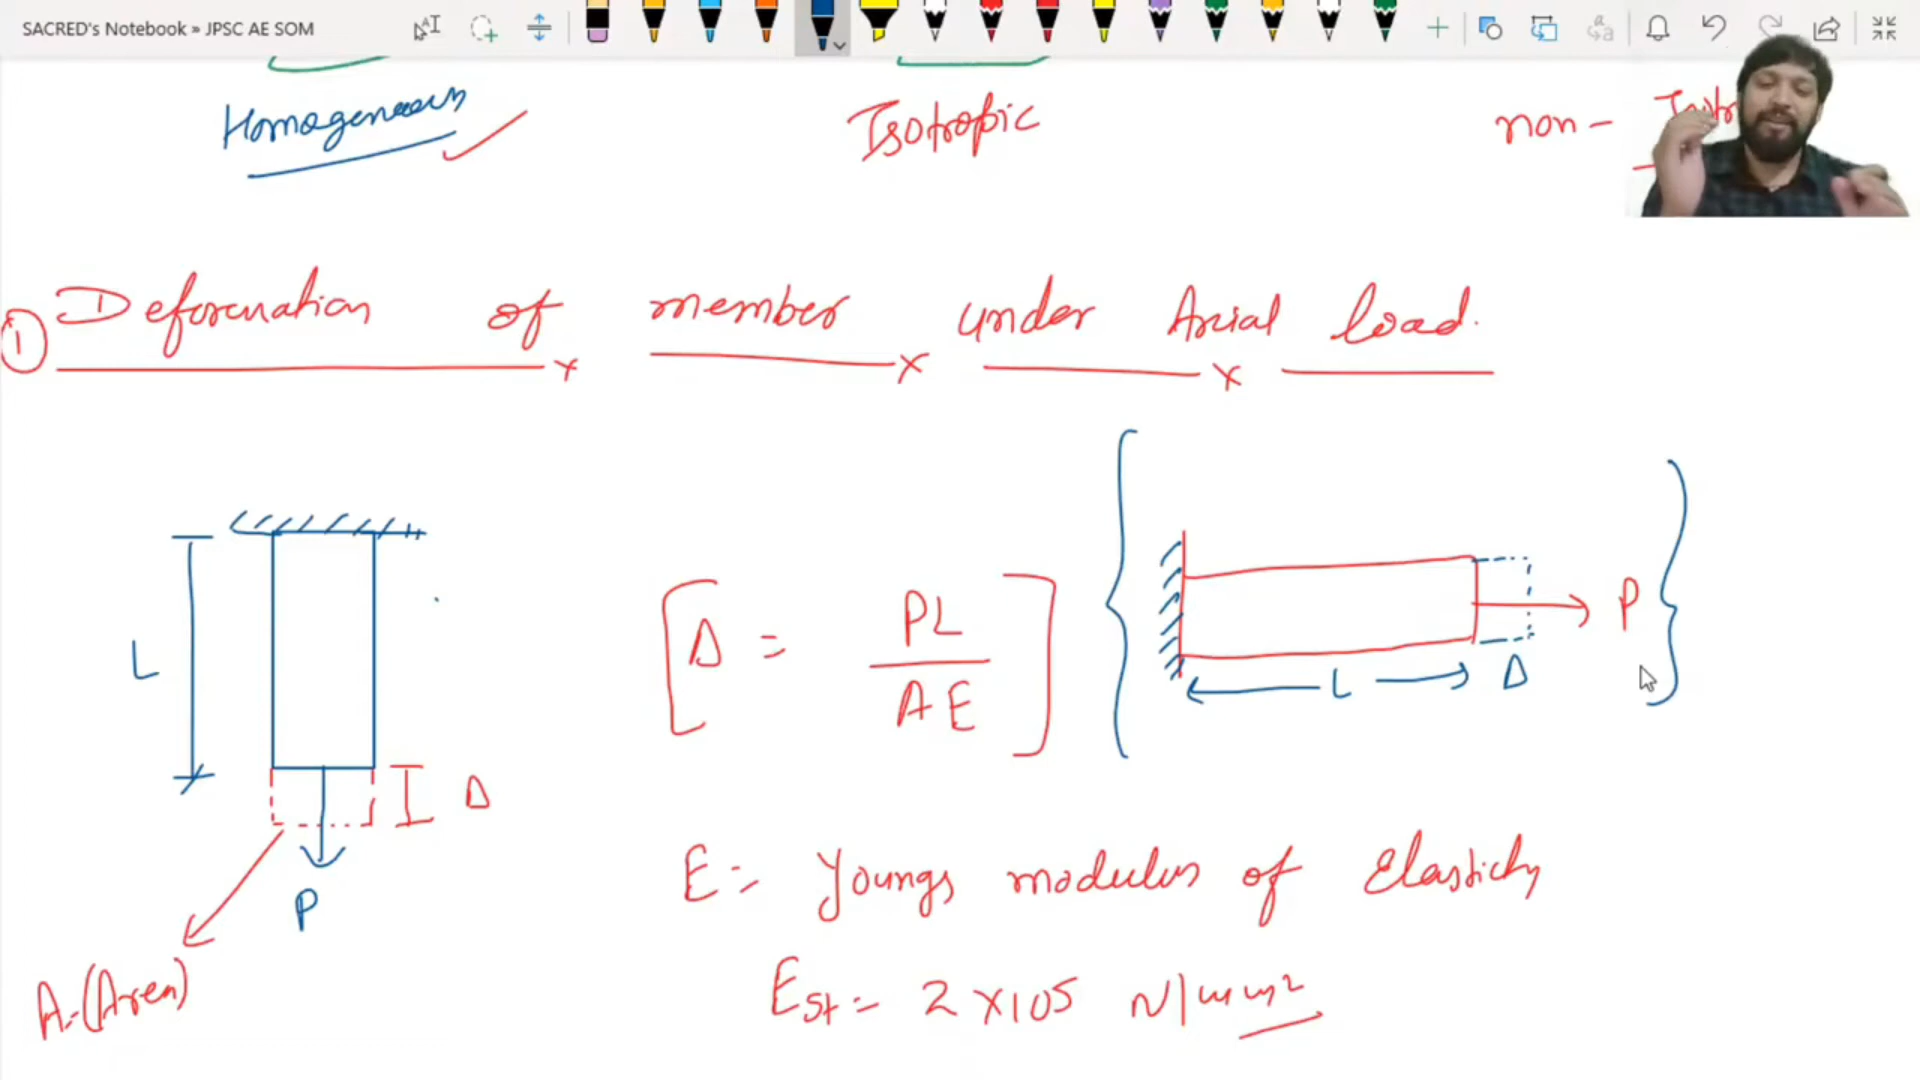 SACRED's Notebook » JPSC AE SOM
Homogeneous
Isotropic
non-
① Deformation of member under Axial load.
L
Δ
P
A-(Area)
[Δ = PL / AE]
P
L Δ
E = Youngs modulus of Elasticity
Est = 2 × 10⁵ N/mm²